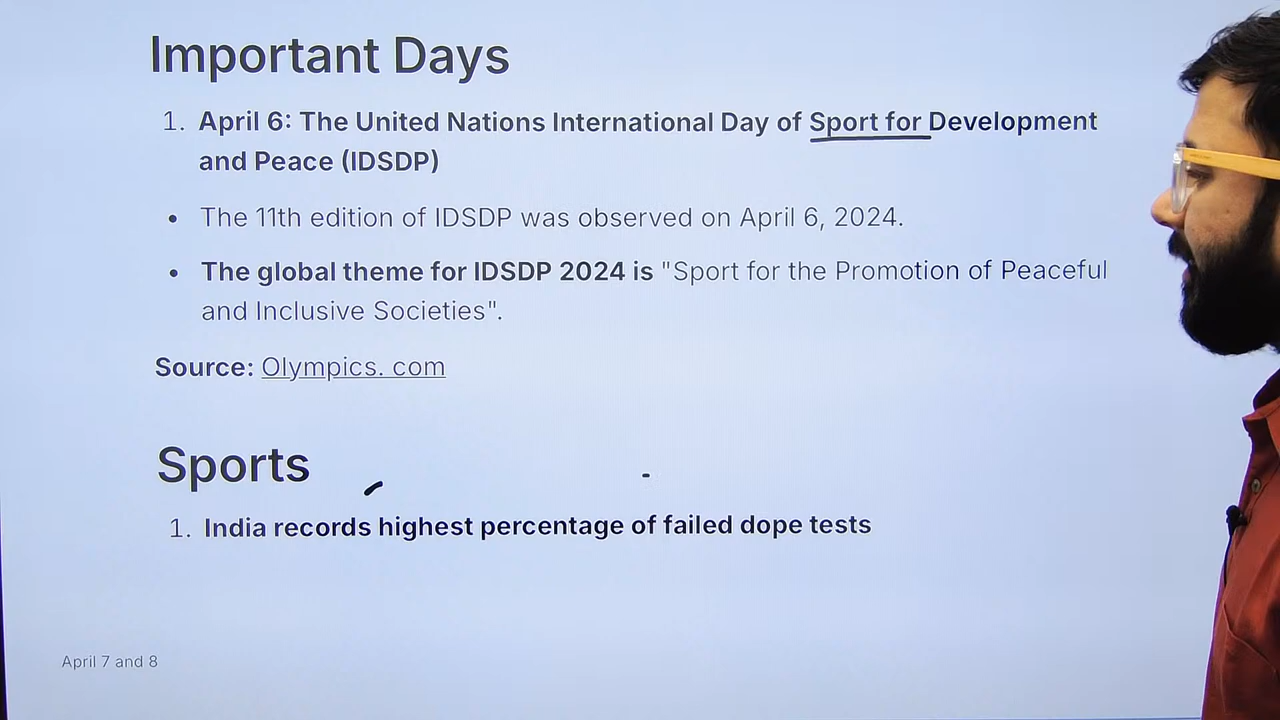 Important Days
1. April 6: The United Nations International Day of Sport for Development
and Peace (IDSDP)
• The 11th edition of IDSDP was observed on April 6, 2024.
• The global theme for IDSDP 2024 is "Sport for the Promotion of Peaceful
and Inclusive Societies".
Source: Olympics. com
Sports
1. India records highest percentage of failed dope tests
April 7 and 8